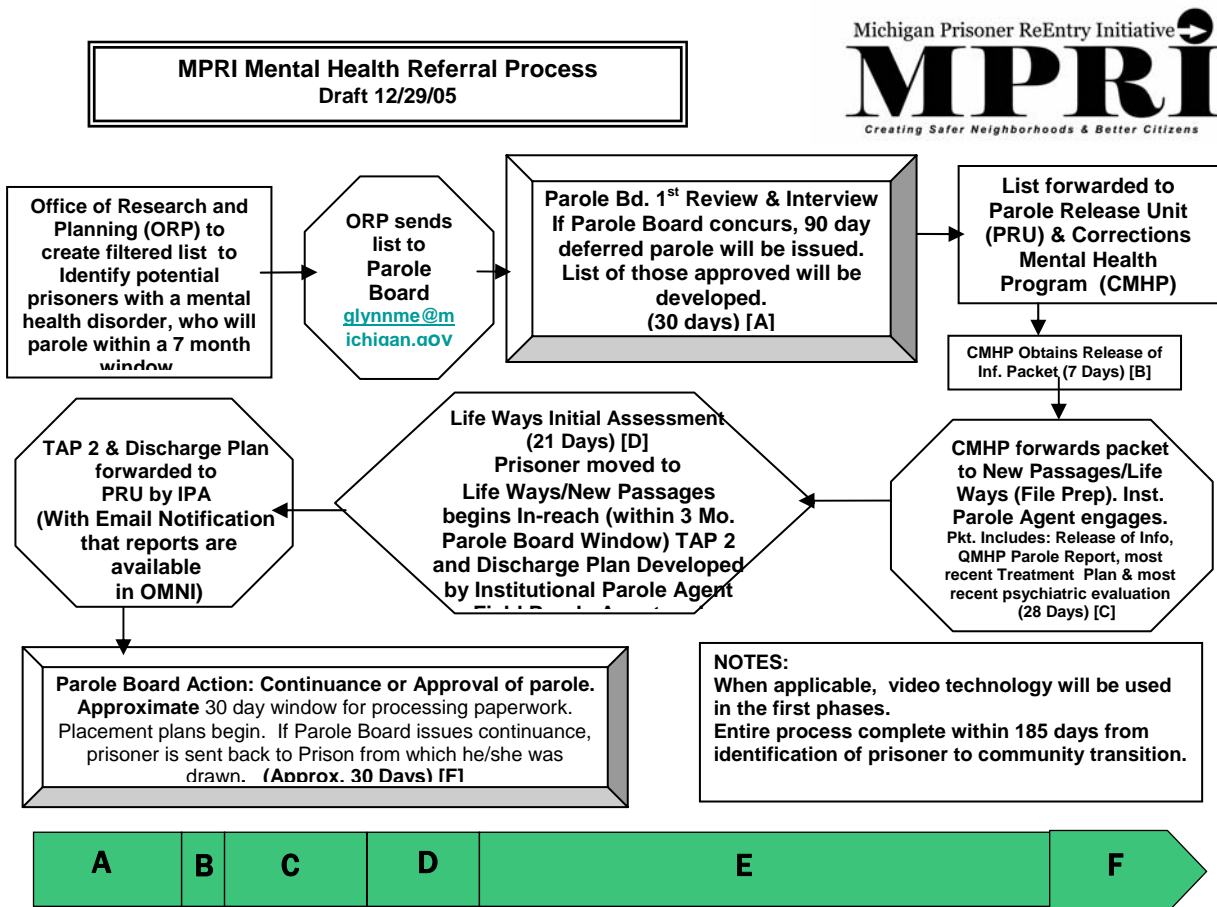 Michigan Prisoner ReEntry Initiative
MPRI
Creating Safer Neighborhoods & Better Citizens
MPRI Mental Health Referral Process
Draft 12/29/05
Office of Research and
Planning (ORP) to
create filtered list to
Identify potential
prisoners with a mental
health disorder, who will
parole within a 7 month
window
ORP sends
list to
Parole
Board
glynnme@m
ichigan.gov
Parole Bd. 1st Review & Interview
If Parole Board concurs, 90 day
deferred parole will be issued.
List of those approved will be
developed.
(30 days) [A]
List forwarded to
Parole Release Unit
(PRU) & Corrections
Mental Health
Program (CMHP)
CMHP Obtains Release of
Inf. Packet (7 Days) [B]
CMHP forwards packet
to New Passages/Life
Ways (File Prep). Inst.
Parole Agent engages.
Pkt. Includes: Release of Info,
QMHP Parole Report, most
recent Treatment Plan & most
recent psychiatric evaluation
(28 Days) [C]
Life Ways Initial Assessment
(21 Days) [D]
Prisoner moved to
Life Ways/New Passages
begins In-reach (within 3 Mo.
Parole Board Window) TAP 2
and Discharge Plan Developed
by Institutional Parole Agent
TAP 2 & Discharge Plan
forwarded to
PRU by IPA
(With Email Notification
that reports are
available
in OMNI)
Parole Board Action: Continuance or Approval of parole.
Approximate 30 day window for processing paperwork.
Placement plans begin. If Parole Board issues continuance,
prisoner is sent back to Prison from which he/she was
drawn. (Approx. 30 Days) [F]
NOTES:
When applicable, video technology will be used
in the first phases.
Entire process complete within 185 days from
identification of prisoner to community transition.
A B C D E F